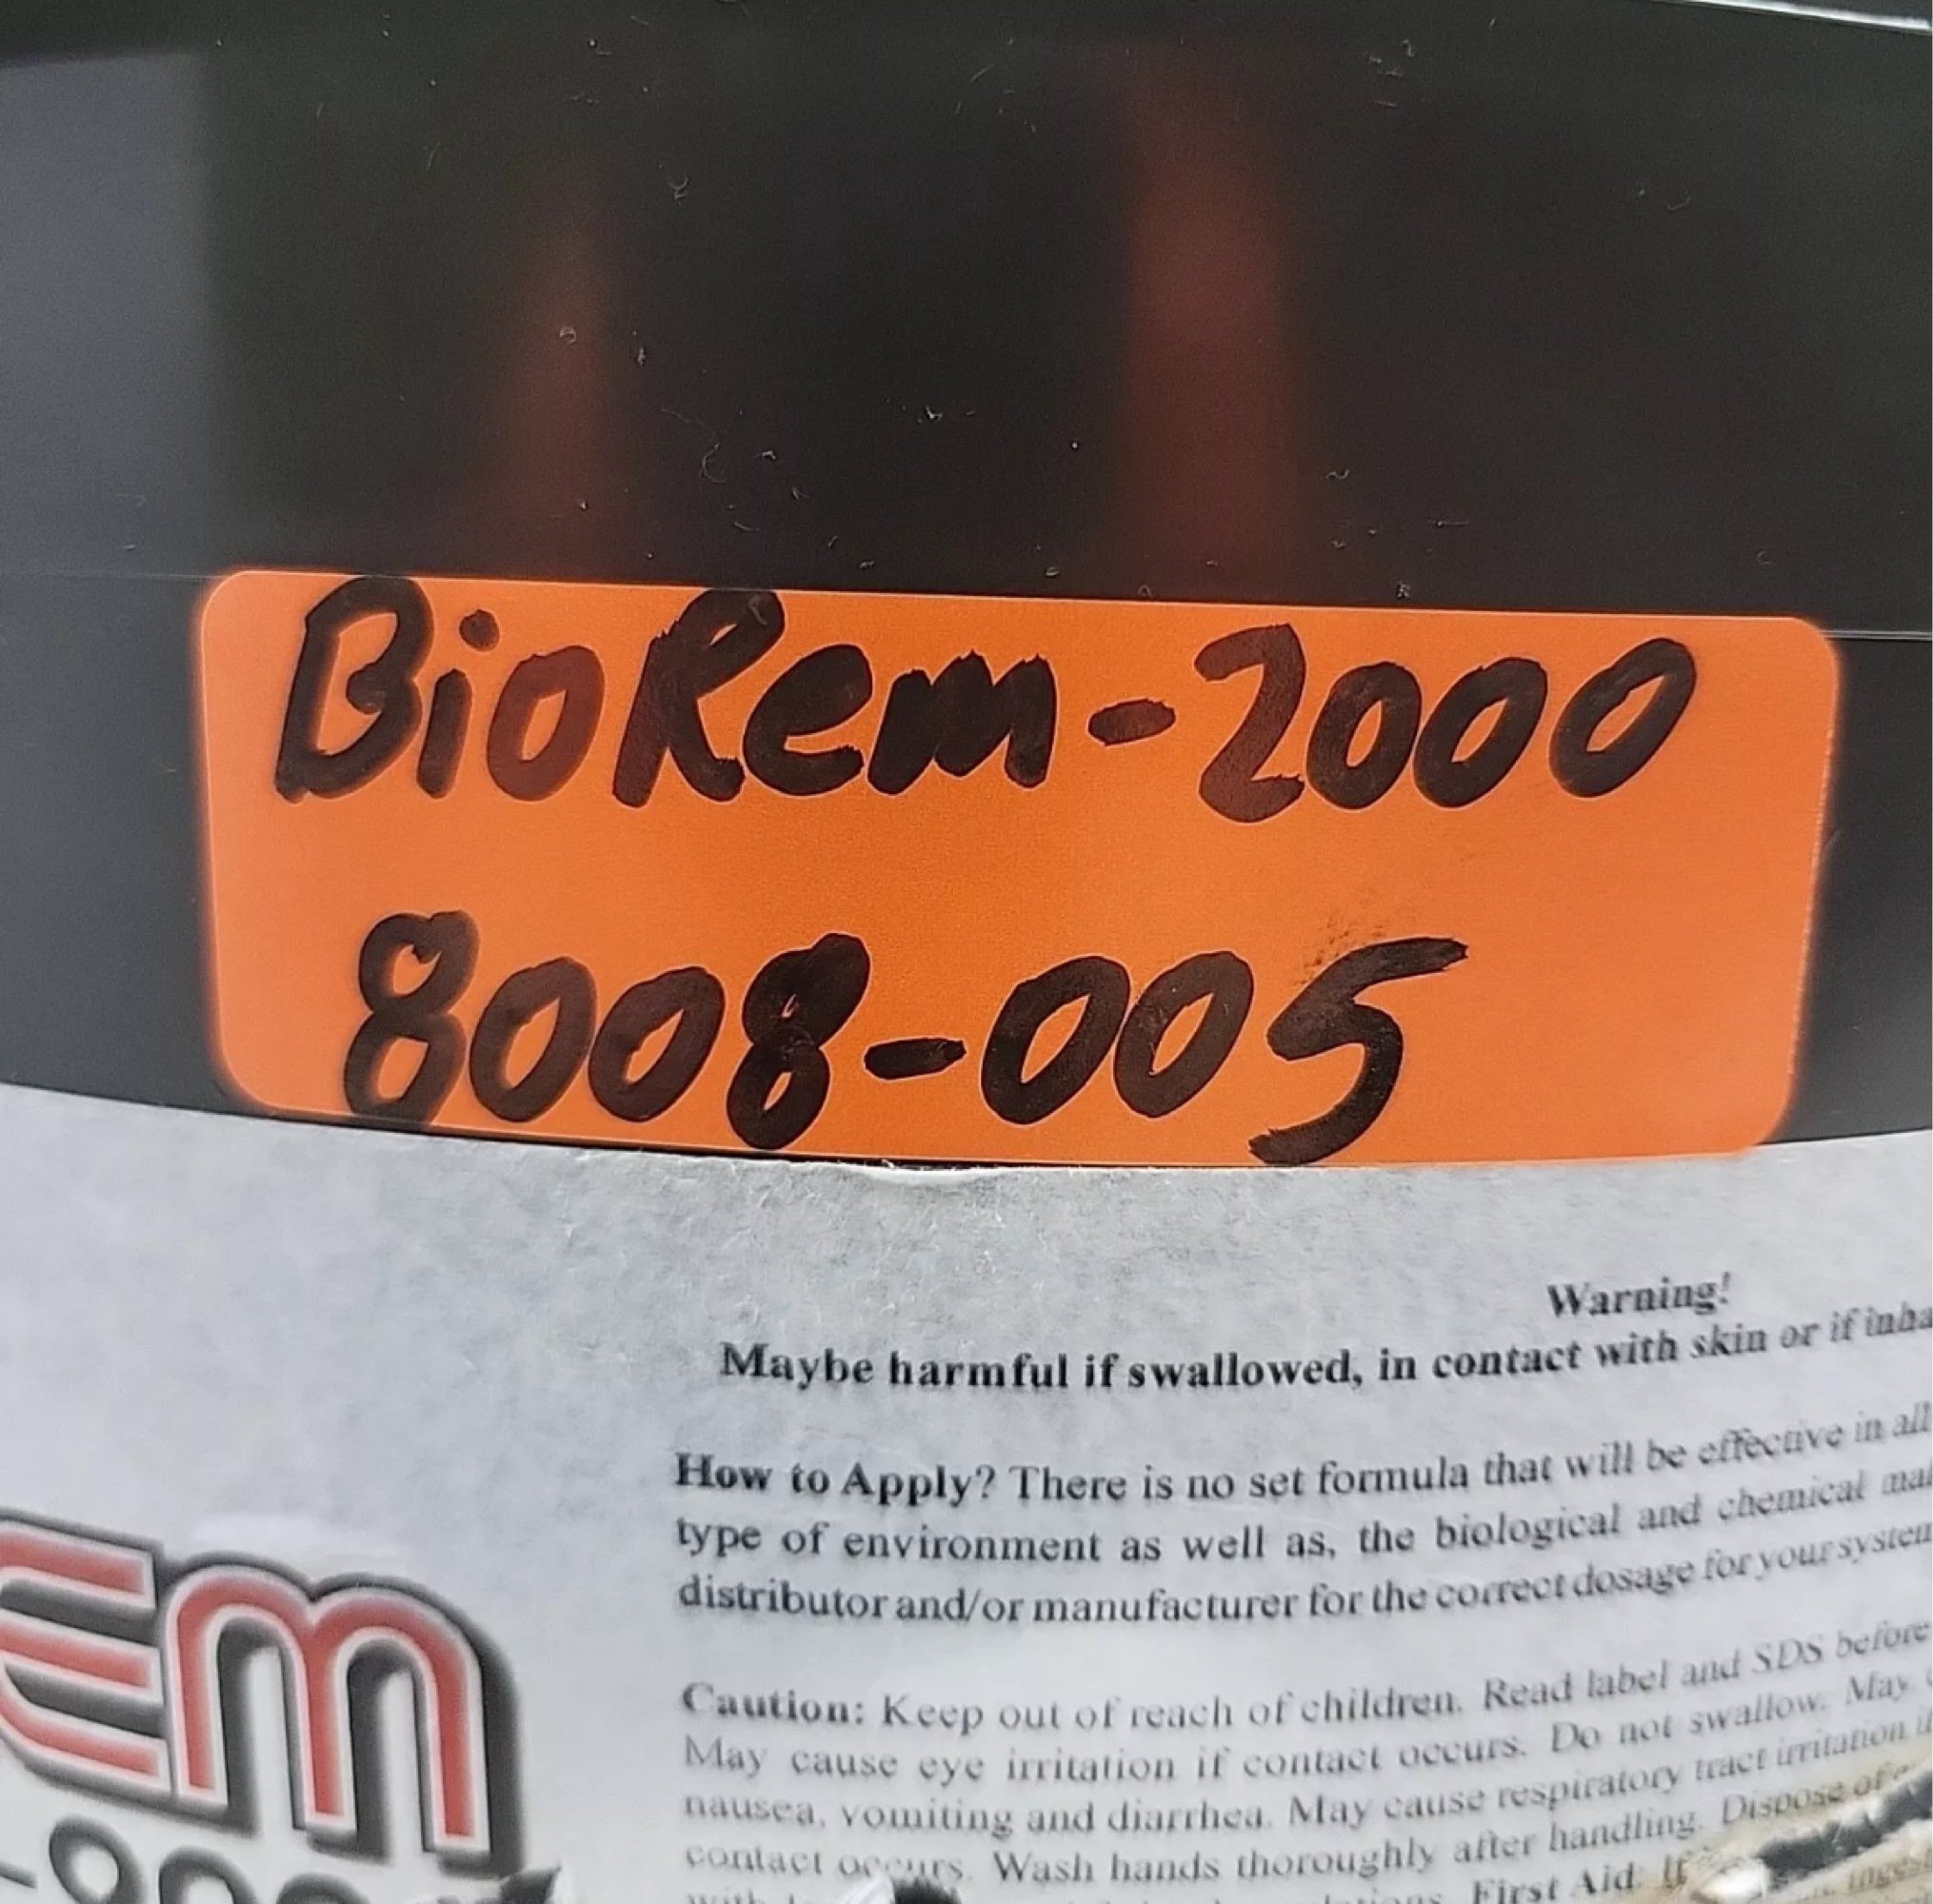 BioRem-2000
8008-005
Warning!
Maybe harmful if swallowed, in contact with skin or if
How to Apply? There is no set formula that will be effective in all
type of environment as well as, the biological and chemical
distributor and/or manufacturer for the correct dosage for your system
Caution: Keep out of reach of children. Read label and SDS before
May cause eye irritation if contact occurs. Do not swallow. May
nausea, vomiting and diarrhea. May cause respiratory tract irritation
contact occurs. Wash hands thoroughly after handling. Dispose of
First Aid: If
Em